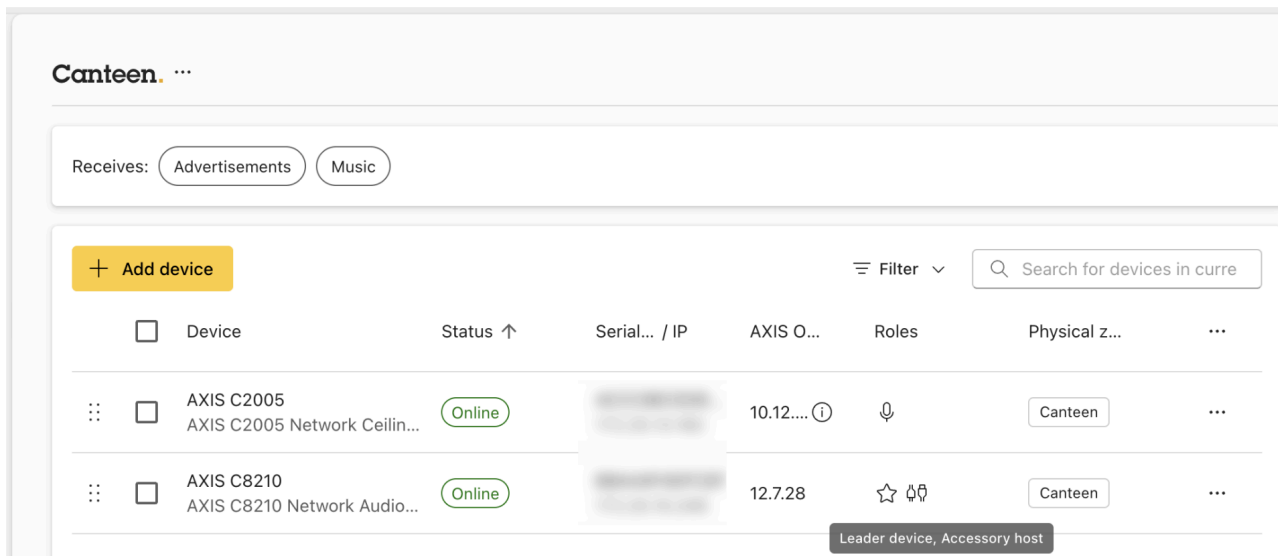 Canteen. ...
Receives: Advertisements Music
+ Add device Filter Search for devices in curre
Device Status ↑ Serial... / IP AXIS O... Roles Physical z... ...
AXIS C2005
AXIS C2005 Network Ceilin... Online 10.12.... Canteen ...
AXIS C8210
AXIS C8210 Network Audio... Online 12.7.28 Canteen ...
Leader device, Accessory host